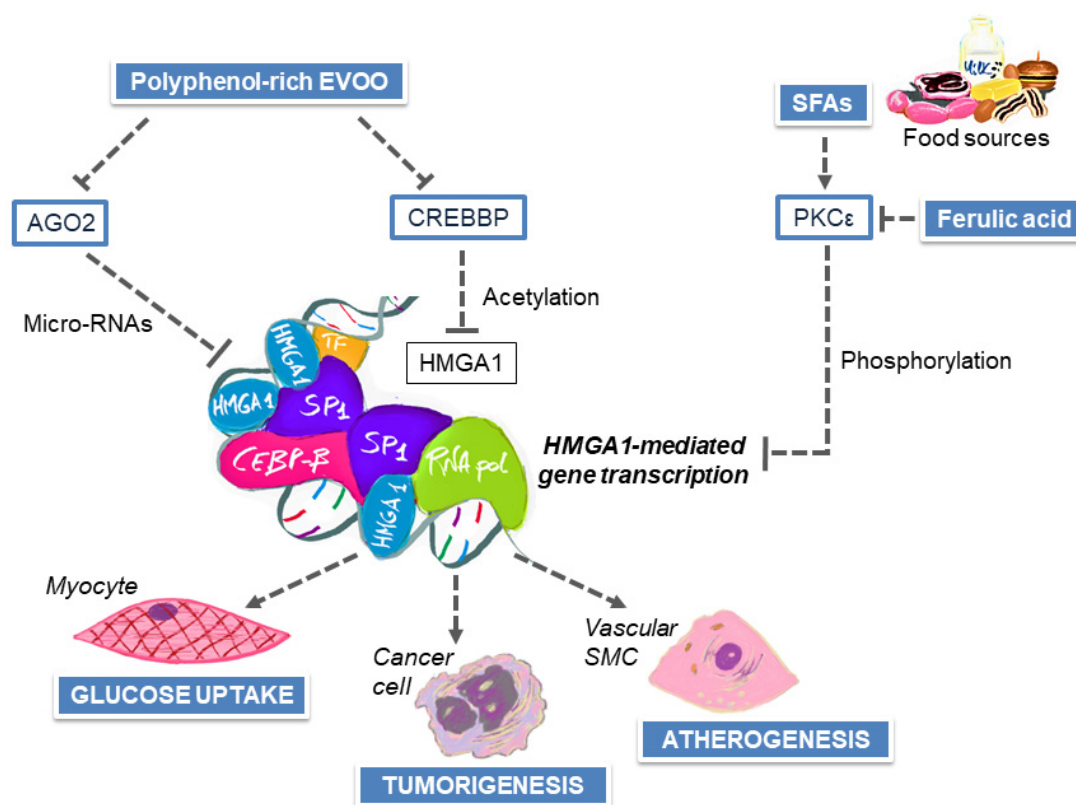 Polyphenol-rich EVOO
MILK
SFAs
Food sources
AGO2
CREBBP
PKCε
Ferulic acid
Micro-RNAs
Acetylation
HMGA1
Phosphorylation
HMGA1
TF
HMGA1
SP1
CEBP-B
SP1
RNA pol
HMGA1
HMGA1-mediated
gene transcription
Myocyte
GLUCOSE UPTAKE
Cancer
cell
TUMORIGENESIS
Vascular
SMC
ATHEROGENESIS